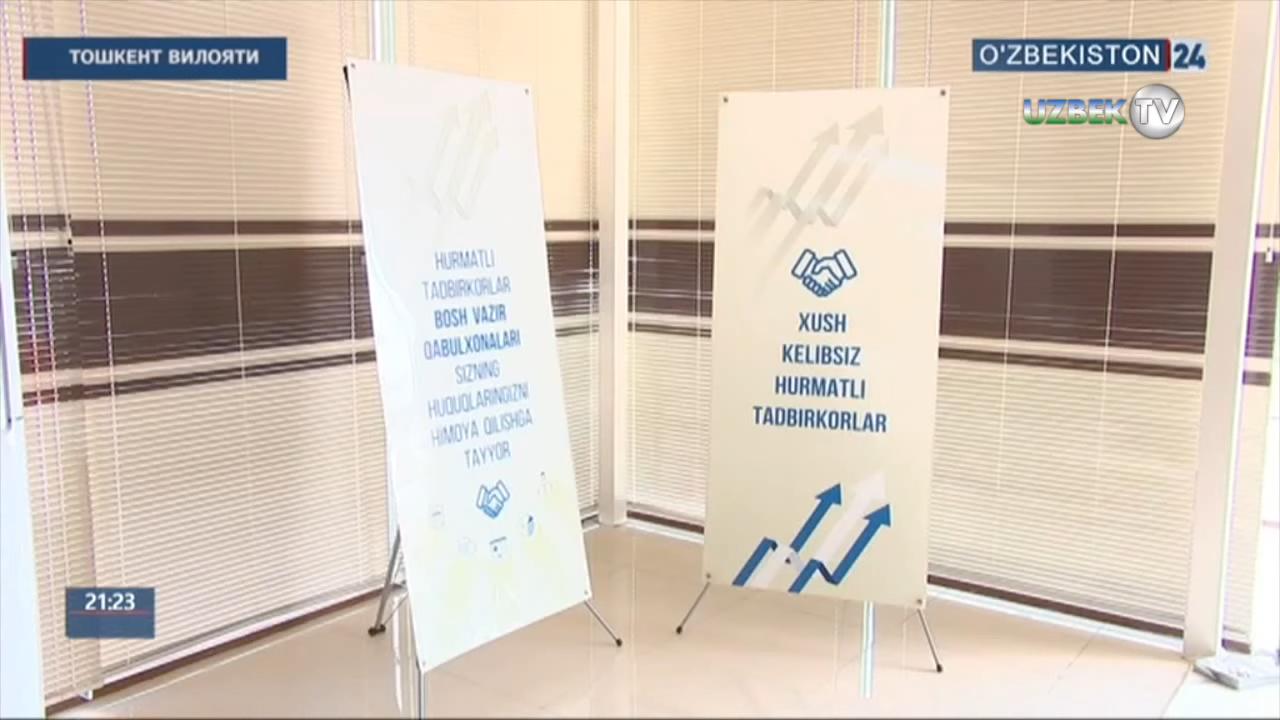 ТОШКЕНТ ВИЛОЯТИ
O'ZBEKISTON 24
UZBEK TV
HURMATLI
TADBIRKORLAR
BOSH VAZIR
QABULXONALARI
SIZNING
HUQUQLARINGIZNI
HIMOYA QILISHGA
TAYYOR
XUSH
KELIBSIZ
HURMATLI
TADBIRKORLAR
21:23